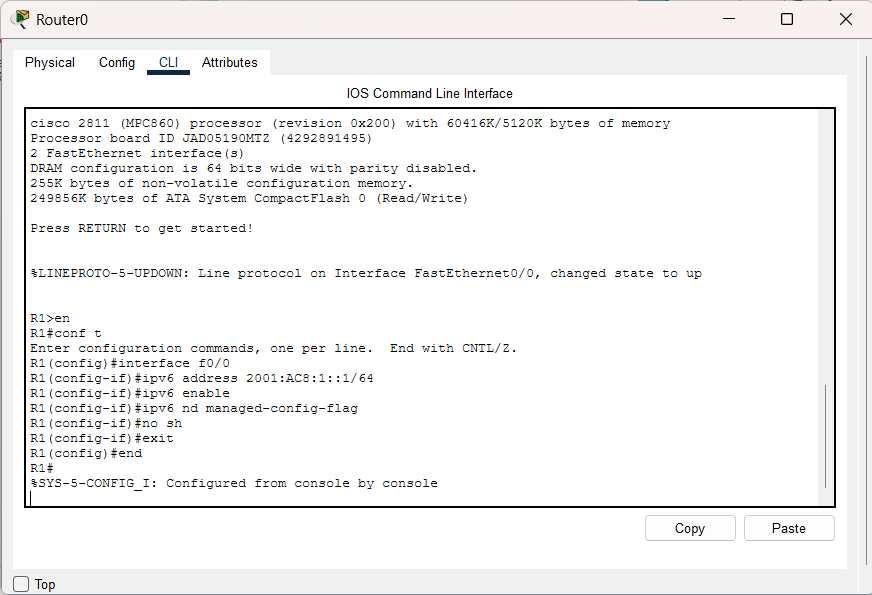 Router0
Physical Config CLI Attributes
IOS Command Line Interface
cisco 2811 (MPC860) processor (revision 0x200) with 60416K/5120K bytes of memory
Processor board ID JAD05190MTZ (4292891495)
2 FastEthernet interface(s)
DRAM configuration is 64 bits wide with parity disabled.
255K bytes of non-volatile configuration memory.
249856K bytes of ATA System CompactFlash 0 (Read/Write)
Press RETURN to get started!
%LINEPROTO-5-UPDOWN: Line protocol on Interface FastEthernet0/0, changed state to up
R1>en
R1#conf t
Enter configuration commands, one per line.  End with CNTL/Z.
R1(config)#interface f0/0
R1(config-if)#ipv6 address 2001:AC8:1::1/64
R1(config-if)#ipv6 enable
R1(config-if)#ipv6 nd managed-config-flag
R1(config-if)#no sh
R1(config-if)#exit
R1(config)#end
R1#
%SYS-5-CONFIG_I: Configured from console by console
Copy Paste
Top